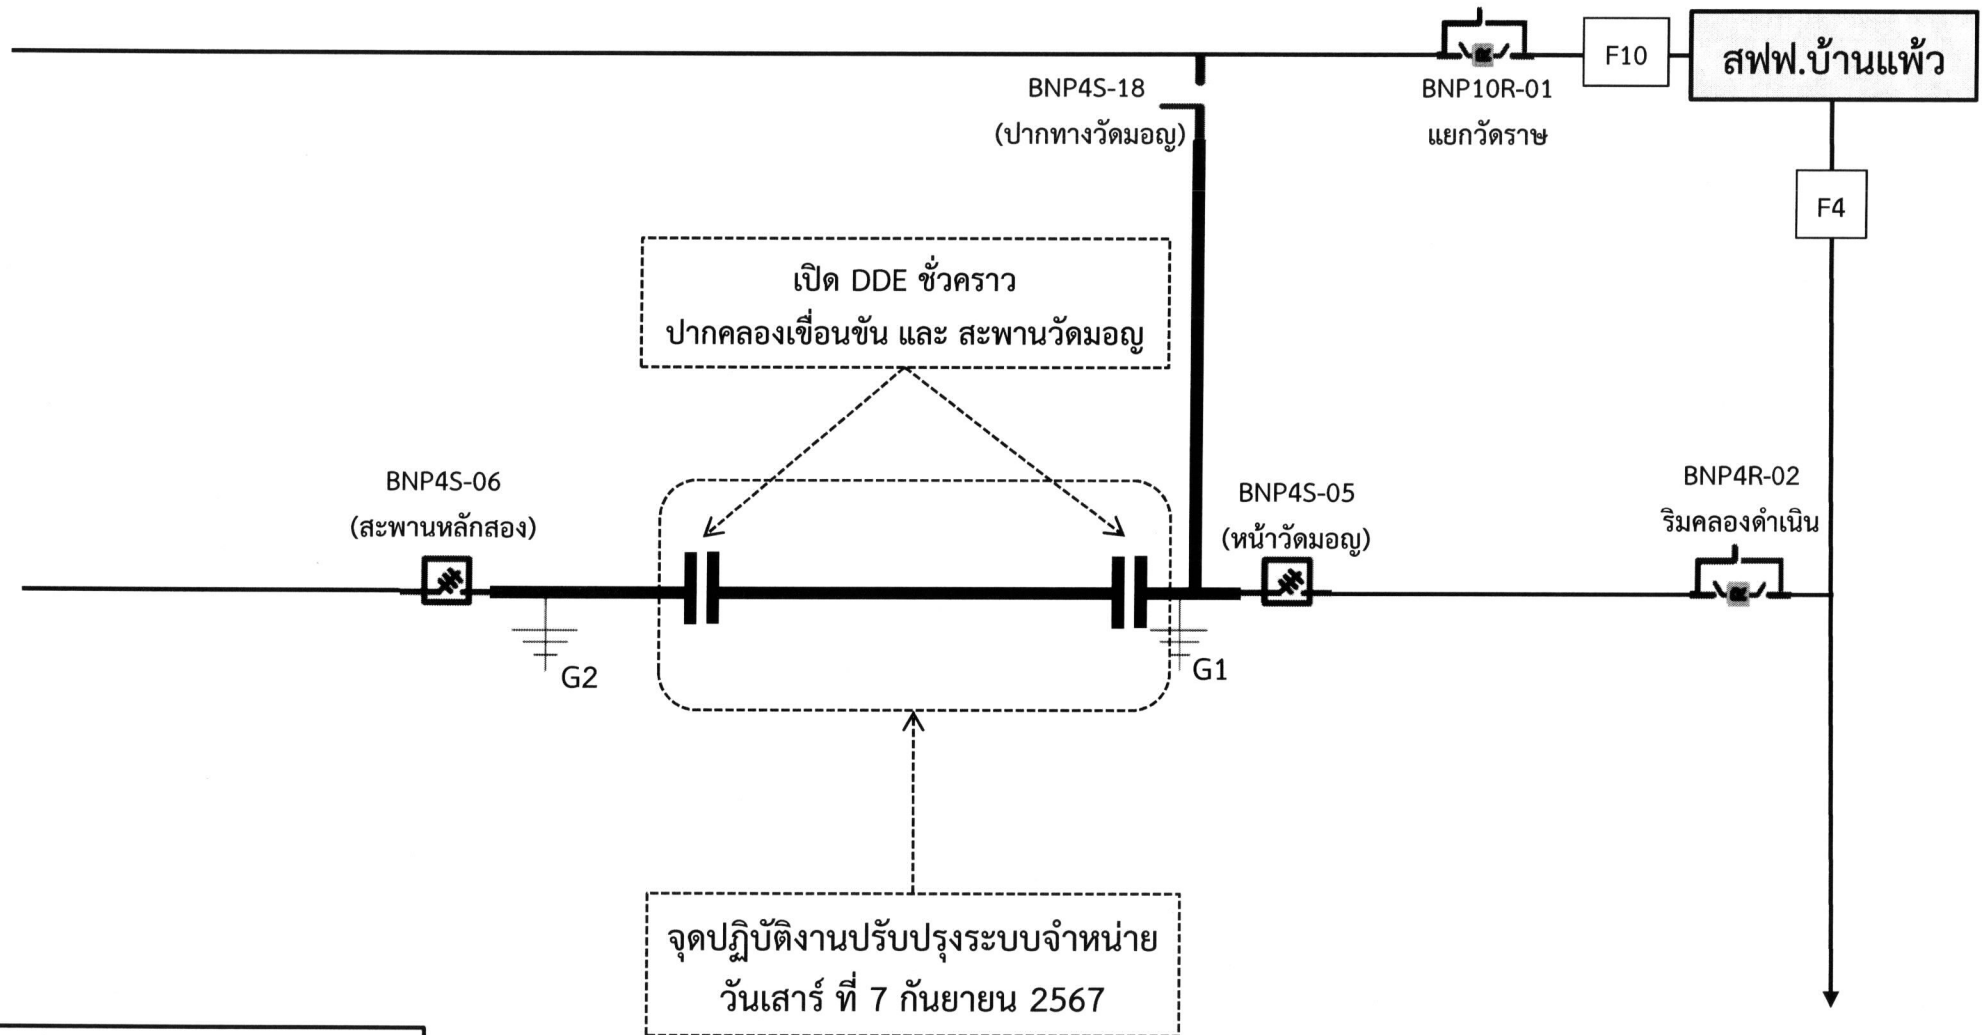 F10
สฟฟ.บ้านแพ้ว
BNP4S-18
(ปากทางวัดมอญ)
BNP10R-01
แยกวัดราษ
F4
เปิด DDE ชั่วคราว
ปากคลองเขื่อนขัน และ สะพานวัดมอญ
BNP4S-06
(สะพานหลักสอง)
BNP4S-05
(หน้าวัดมอญ)
BNP4R-02
ริมคลองดำเนิน
R
R
G2
G1
จุดปฏิบัติงานปรับปรุงระบบจำหน่าย
วันเสาร์ ที่ 7 กันยายน 2567